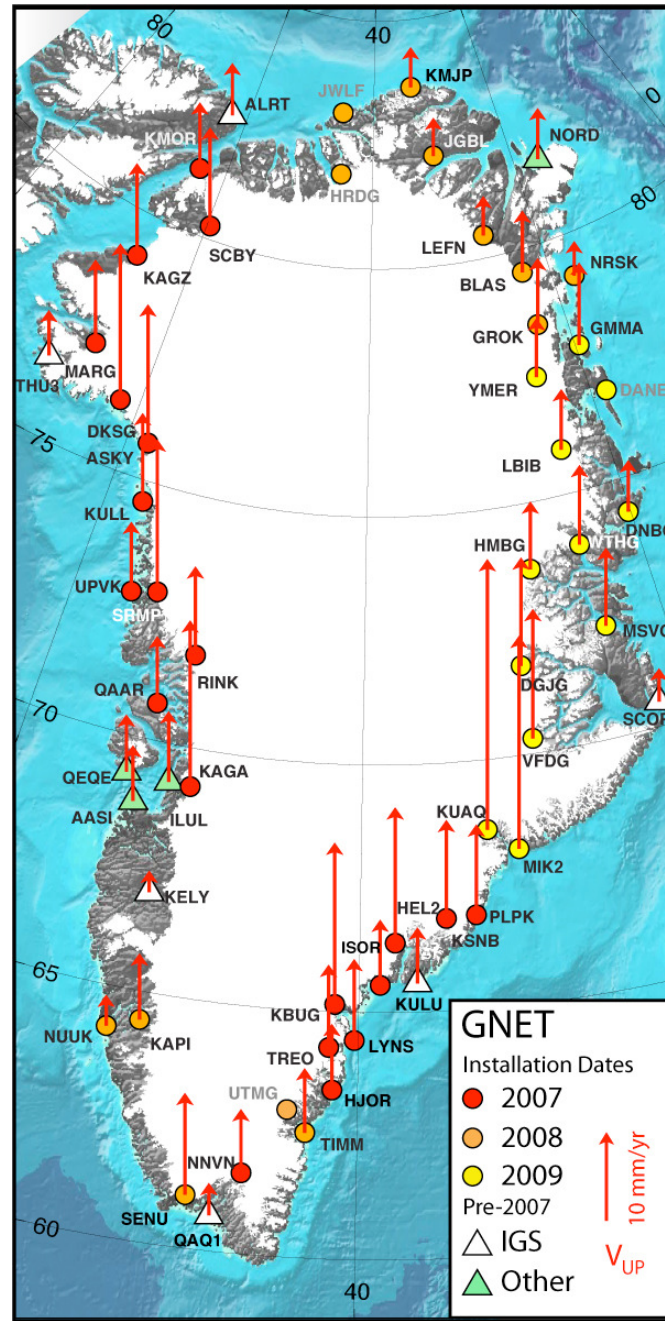 80
40
0
ALRT
JWLF
KMJP
KMOR
JGBL
NORD
HRDG
80
SCBY
LEFN
KAGZ
BLAS
NRSK
THU3
MARG
GROK
GMMA
YMER
DANE
DKSG
ASKY
75
LBIB
KULL
DNBG
WTHG
HMBG
UPVK
SRMP
MSVG
RINK
DGJG
QAAR
SCOR
70
VFDG
QEQE
KAGA
AASI
ILUL
KUAQ
MIK2
KELY
HEL2
PLPK
KSNB
ISOR
65
KULU
KBUG
NUUK
KAPI
LYNS
TREO
UTMG
HJOR
TIMM
NNVN
SENU
QAQ1
60
40
GNET
Installation Dates
2007
2008
2009
Pre-2007
IGS
Other
10 mm/yr
VUP